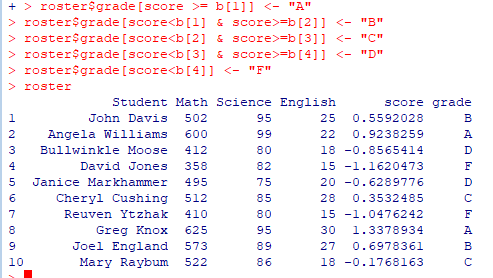 + > roster$grade[score >= b[1]] <- "A"
> roster$grade[score<b[1] & score>=b[2]] <- "B"
> roster$grade[score<b[2] & score>=b[3]] <- "C"
> roster$grade[score<b[3] & score>=b[4]] <- "D"
> roster$grade[score<b[4]] <- "F"
> roster
Student Math Science English score grade
1 John Davis 502 95 25 0.5592028 B
2 Angela Williams 600 99 22 0.9238259 A
3 Bullwinkle Moose 412 80 18 -0.8565414 D
4 David Jones 358 82 15 -1.1620473 F
5 Janice Markhammer 495 75 20 -0.6289776 D
6 Cheryl Cushing 512 85 28 0.3532485 C
7 Reuven Ytzhak 410 80 15 -1.0476242 F
8 Greg Knox 625 95 30 1.3378934 A
9 Joel England 573 89 27 0.6978361 B
10 Mary Rayburn 522 86 18 -0.1768163 C
>